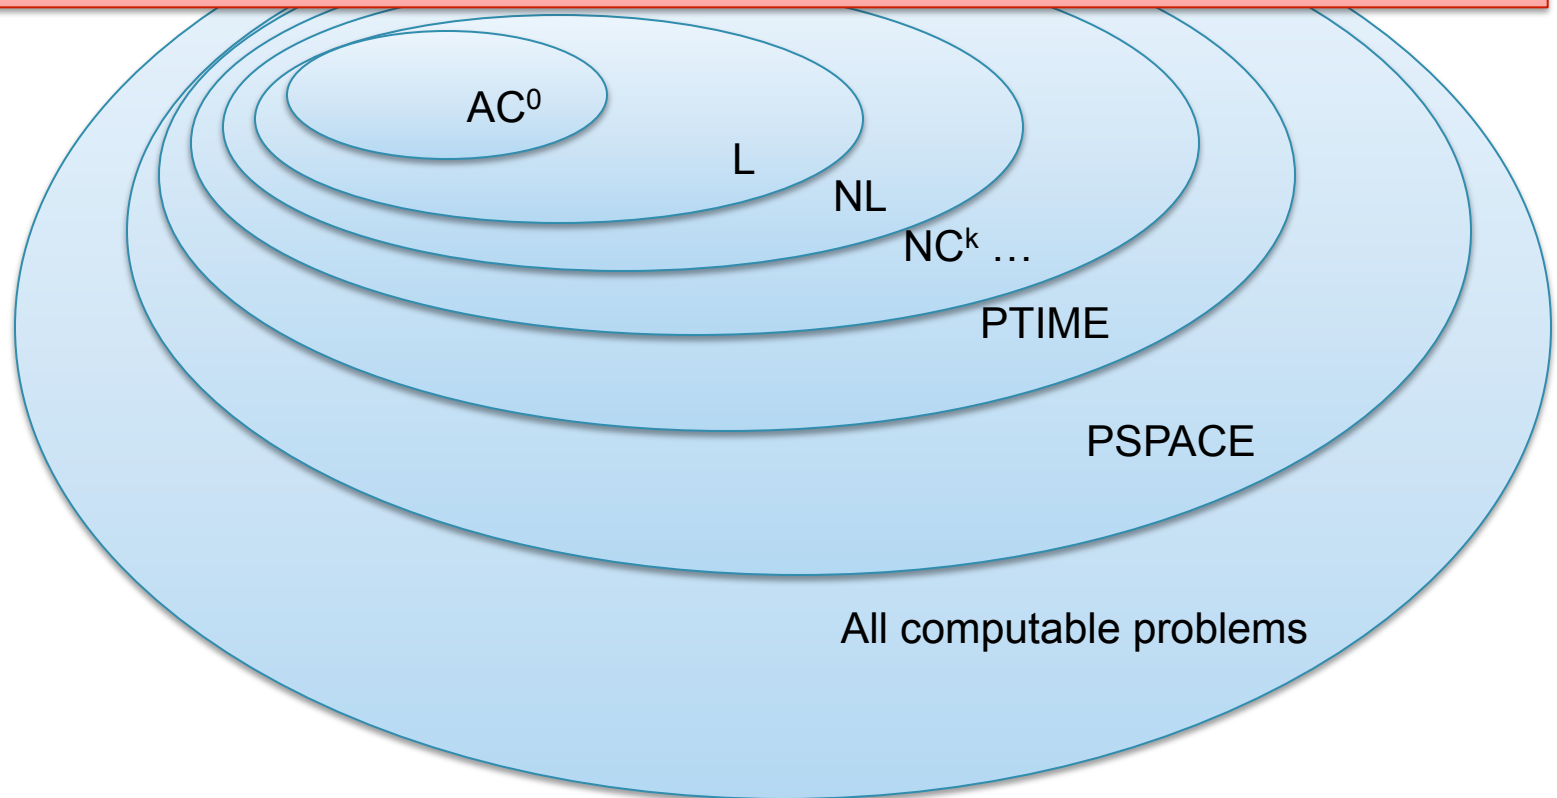 AC⁰
L
NL
NCᵏ …
PTIME
PSPACE
All computable problems